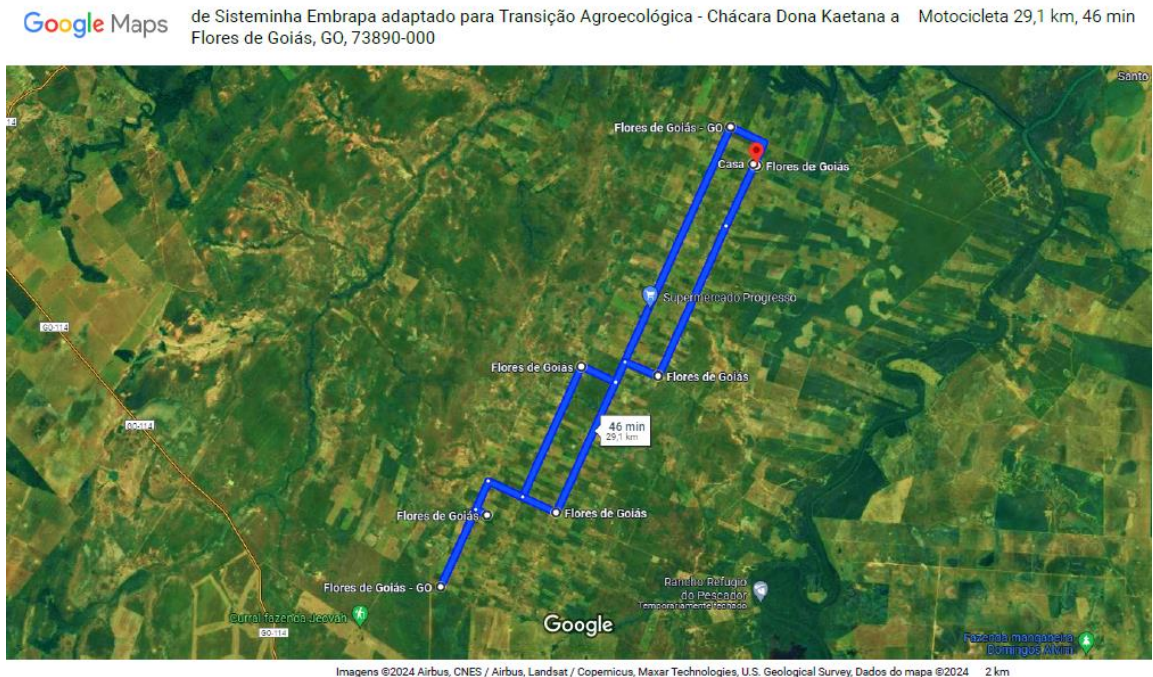 Google Maps
de Sisteminha Embrapa adaptado para Transição Agroecológica - Chácara Dona Kaetana a
Flores de Goiás, GO, 73890-000
Motocicleta 29,1 km, 46 min
Santo
114
Flores de Goiás - GO
Casa
Flores de Goiás
Supermercado Progresso
GO-114
Flores de Goiás
Flores de Goiás
GO-114
46 min
29,1 km
Flores de Goiás
Flores de Goiás
Flores de Goiás - GO
Rancho Refúgio
do Pescador
Temporariamente fechado
Curral fazenda Jeovah
GO-114
Google
Fazenda mangabeira
Domingos Alvim
Imagens ©2024 Airbus, CNES / Airbus, Landsat / Copernicus, Maxar Technologies, U.S. Geological Survey, Dados do mapa ©2024
2 km